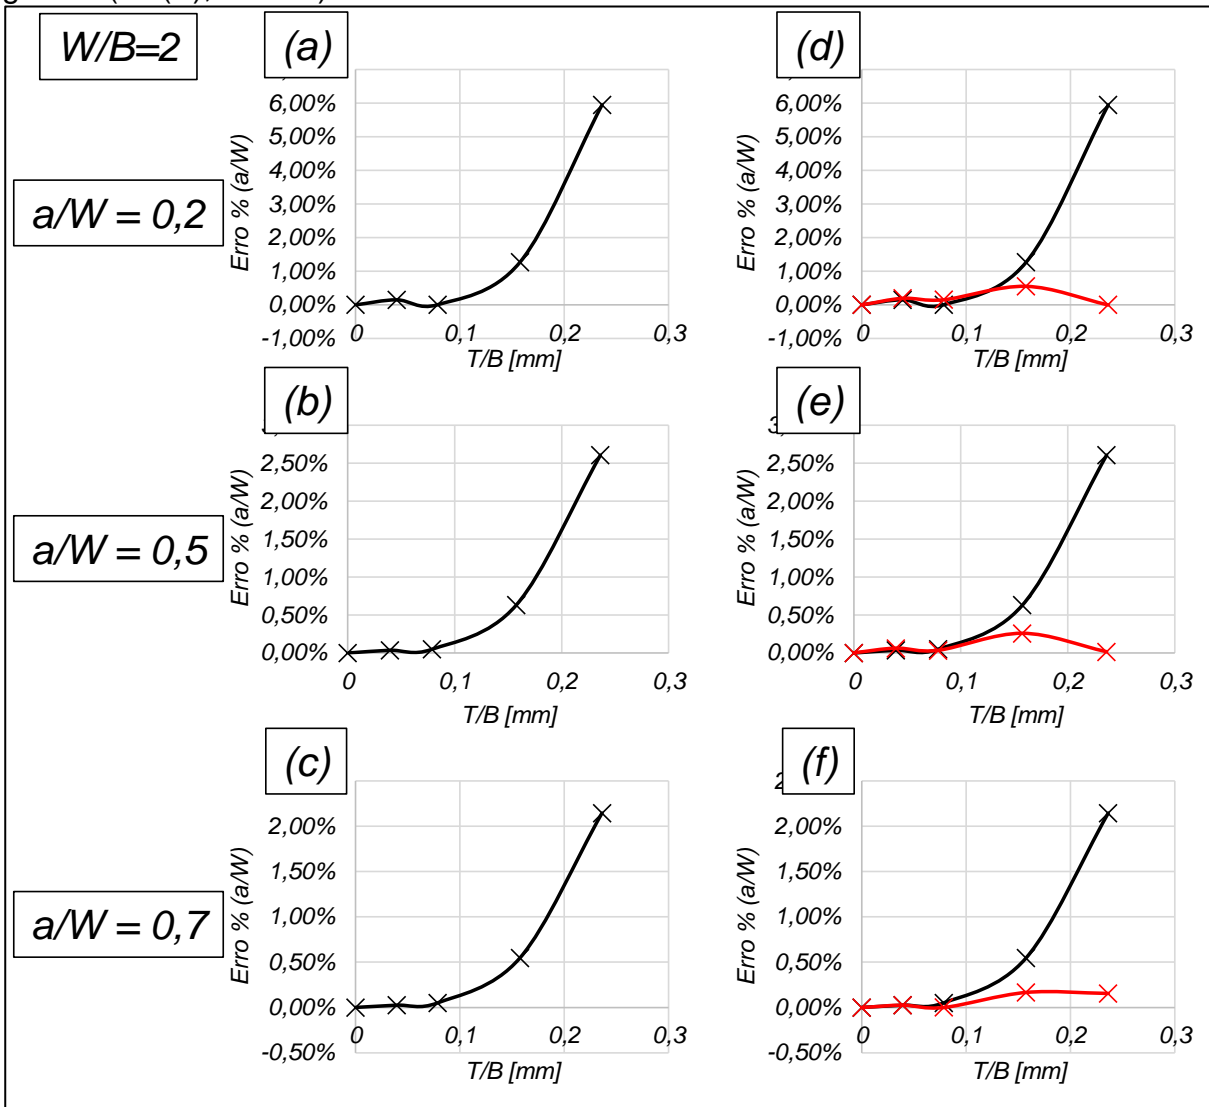 W/B=2
(a)
6,00%
5,00%
4,00%
3,00%
2,00%
1,00%
0,00%
-1,00%
0 0,1 0,2 0,3
Erro % (a/W)
T/B [mm]
(d)
6,00%
5,00%
4,00%
3,00%
2,00%
1,00%
0,00%
-1,00%
0 0,1 0,2 0,3
Erro % (a/W)
T/B [mm]
a/W = 0,2
(b)
2,50%
2,00%
1,50%
1,00%
0,50%
0,00%
0 0,1 0,2 0,3
Erro % (a/W)
T/B [mm]
(e)
2,50%
2,00%
1,50%
1,00%
0,50%
0,00%
0 0,1 0,2 0,3
Erro % (a/W)
T/B [mm]
a/W = 0,5
(c)
2,00%
1,50%
1,00%
0,50%
0,00%
-0,50%
0 0,1 0,2 0,3
Erro % (a/W)
T/B [mm]
(f)
2,00%
1,50%
1,00%
0,50%
0,00%
-0,50%
0 0,1 0,2 0,3
Erro % (a/W)
T/B [mm]
a/W = 0,7